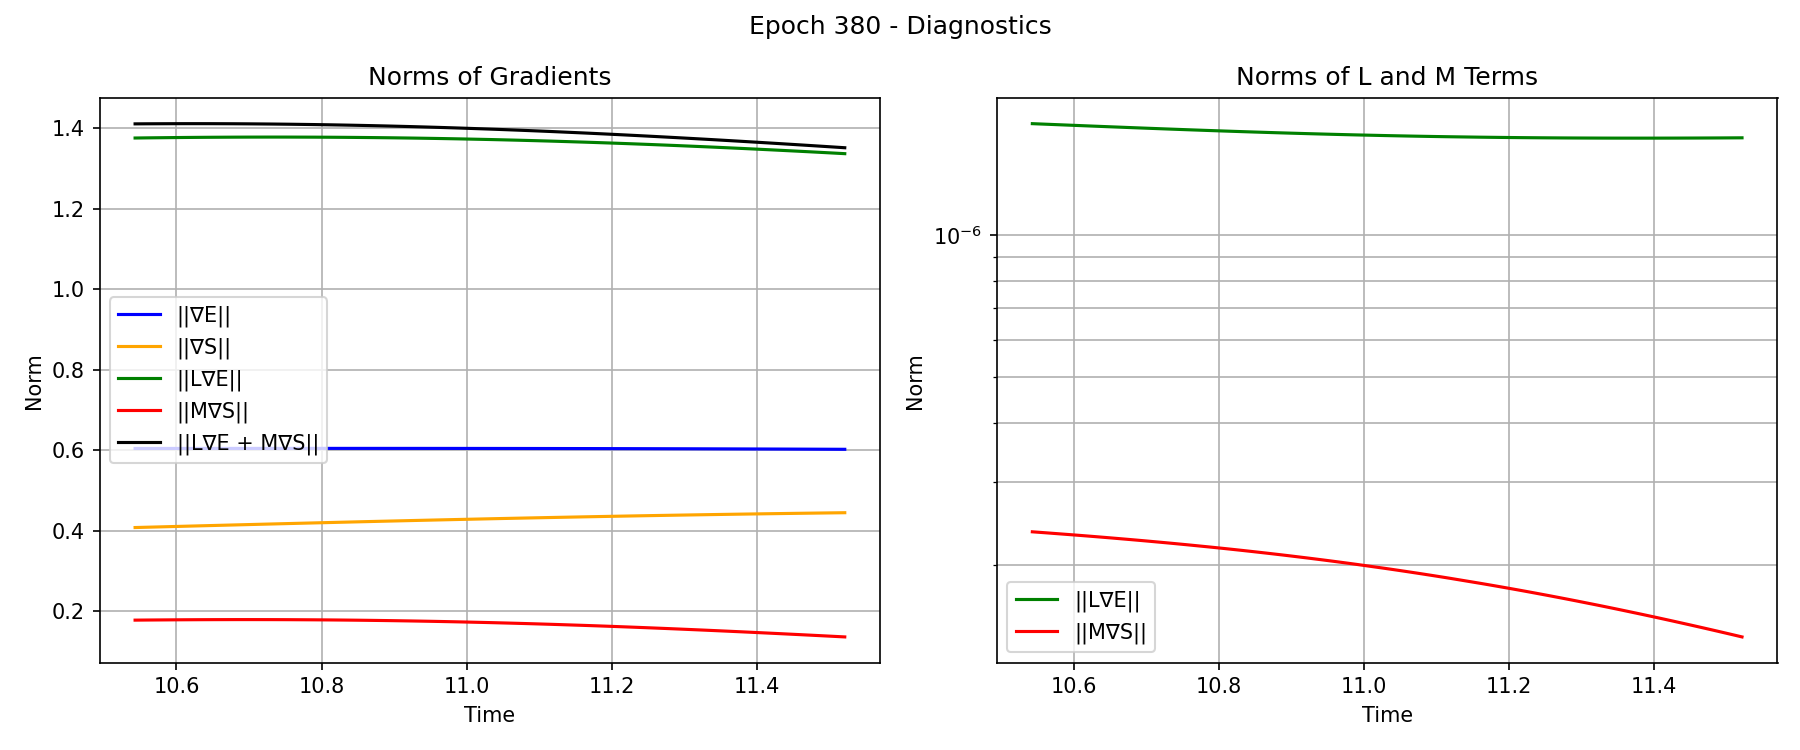 Epoch 380 - Diagnostics
Norms of Gradients
1.4
1.2
1.0
0.8
0.6
0.4
0.2
Norm
||∇E||
||∇S||
||L∇E||
||M∇S||
||L∇E + M∇S||
10.6 10.8 11.0 11.2 11.4
Time
Norms of L and M Terms
10⁻⁶
Norm
||L∇E||
||M∇S||
10.6 10.8 11.0 11.2 11.4
Time